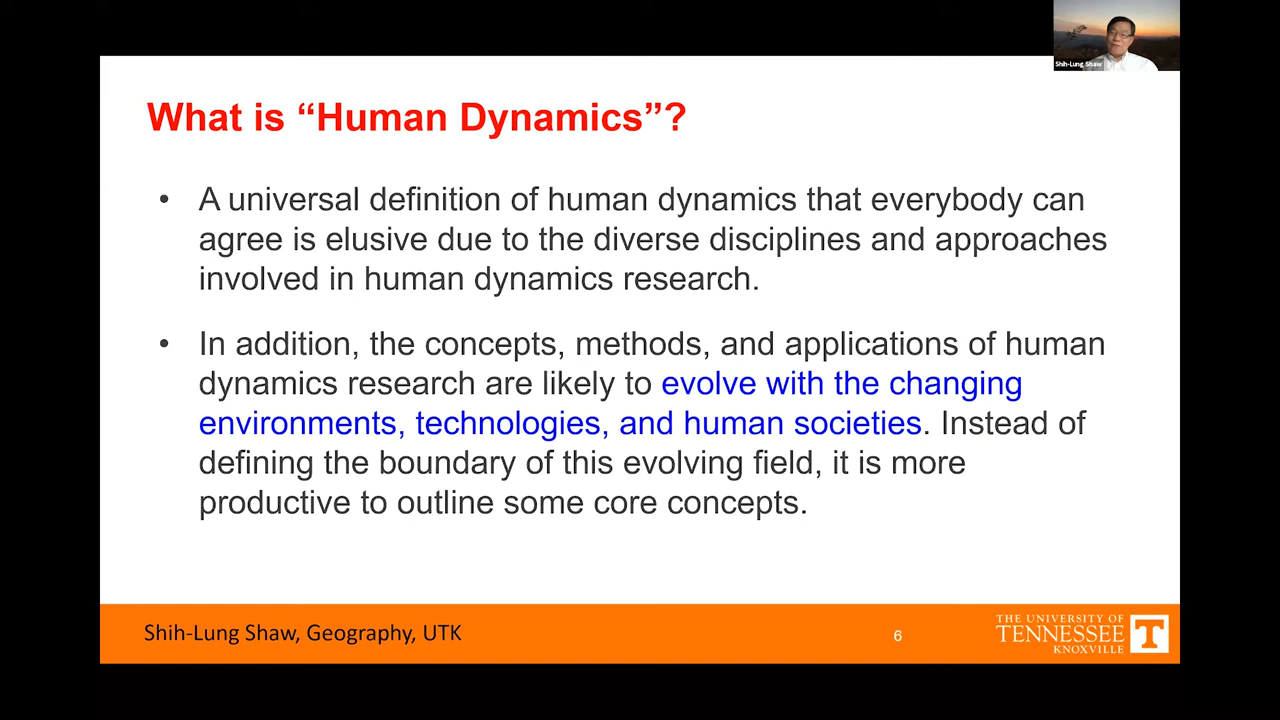 Shih-Lung Shaw
What is “Human Dynamics”?
• A universal definition of human dynamics that everybody can
agree is elusive due to the diverse disciplines and approaches
involved in human dynamics research.
• In addition, the concepts, methods, and applications of human
dynamics research are likely to evolve with the changing
environments, technologies, and human societies. Instead of
defining the boundary of this evolving field, it is more
productive to outline some core concepts.
Shih-Lung Shaw, Geography, UTK
6
THE UNIVERSITY OF
TENNESSEE
KNOXVILLE
T